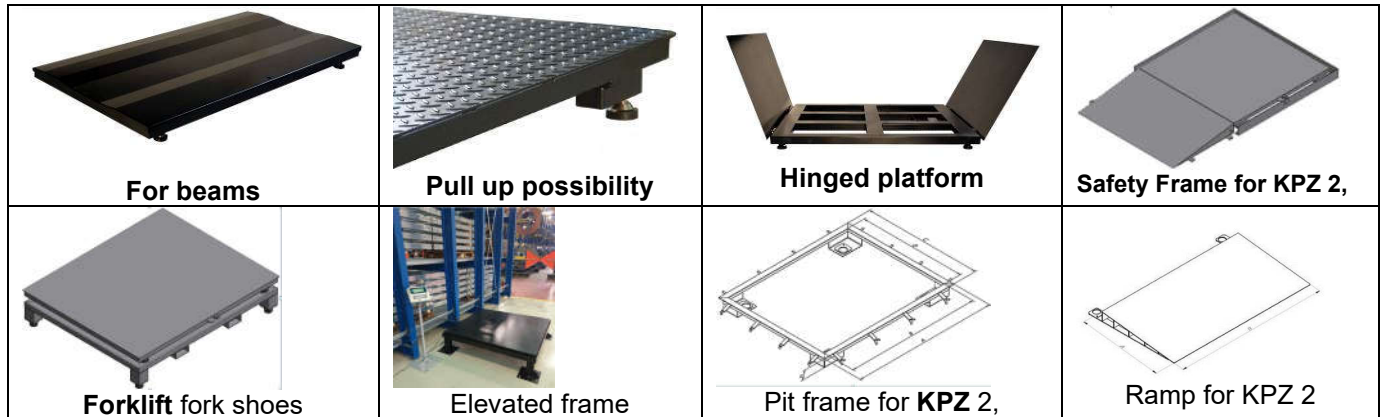 For beams
Pull up possibility
Hinged platform
Safety Frame for KPZ 2,
Forklift fork shoes
Elevated frame
Pit frame for KPZ 2,
Ramp for KPZ 2